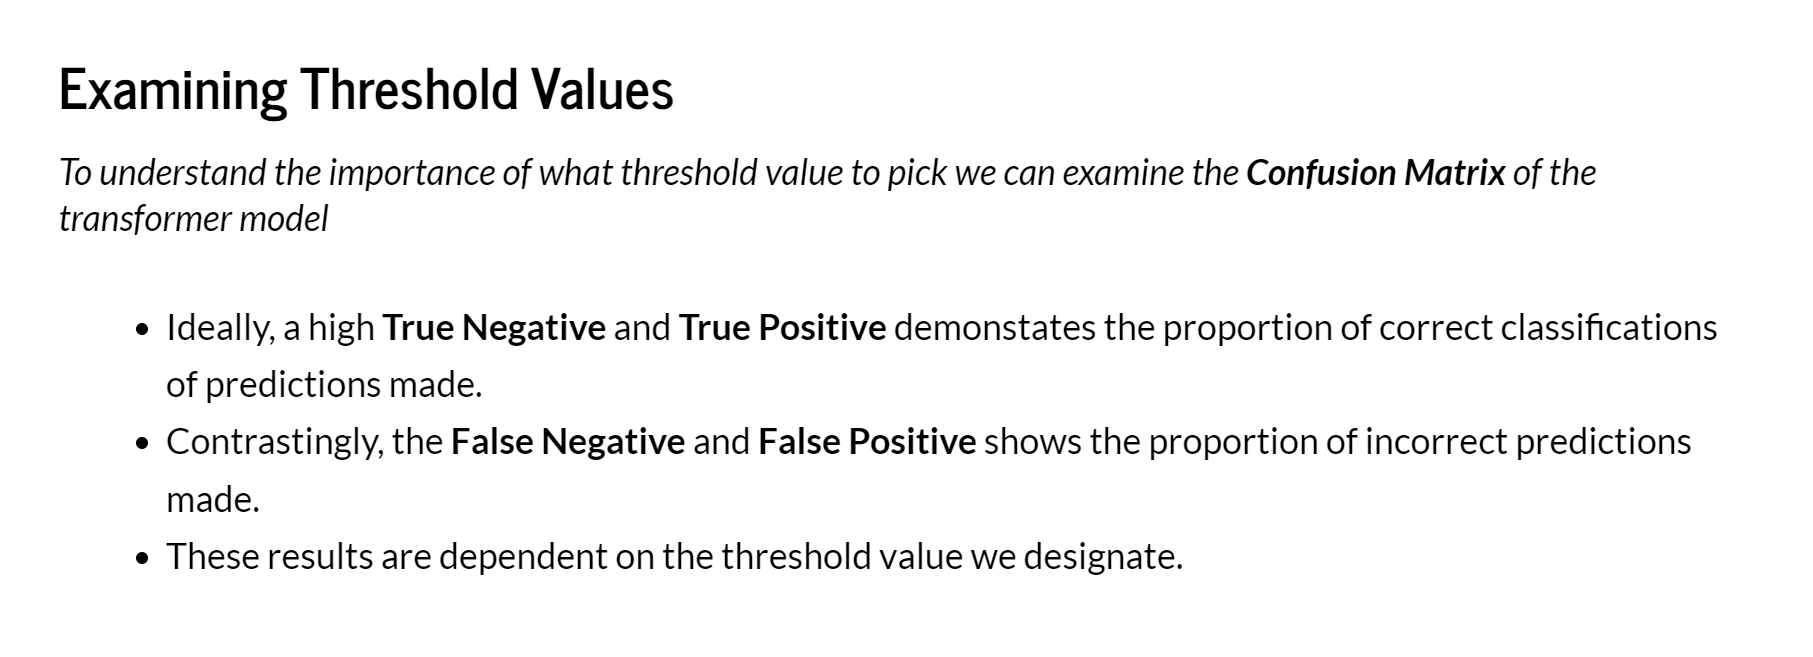 Examining Threshold Values
To understand the importance of what threshold value to pick we can examine the Confusion Matrix of the
transformer model
• Ideally, a high True Negative and True Positive demonstates the proportion of correct classifications
of predictions made.
• Contrastingly, the False Negative and False Positive shows the proportion of incorrect predictions
made.
• These results are dependent on the threshold value we designate.